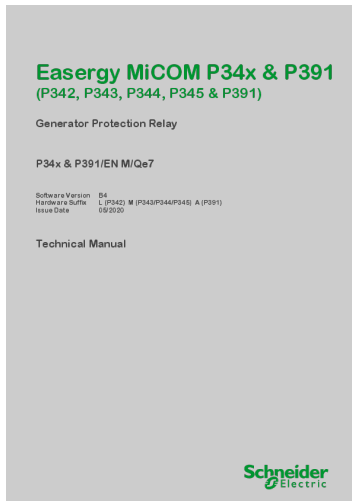 Easergy MiCOM P34x & P391
(P342, P343, P344, P345 & P391)
Generator Protection Relay
P34x & P391/EN M/Qe7
Software Version B4
Hardware Suffix L (P342) M (P343/P344/P345) A (P391)
Issue Date 05/2020
Technical Manual
Schneider
Electric